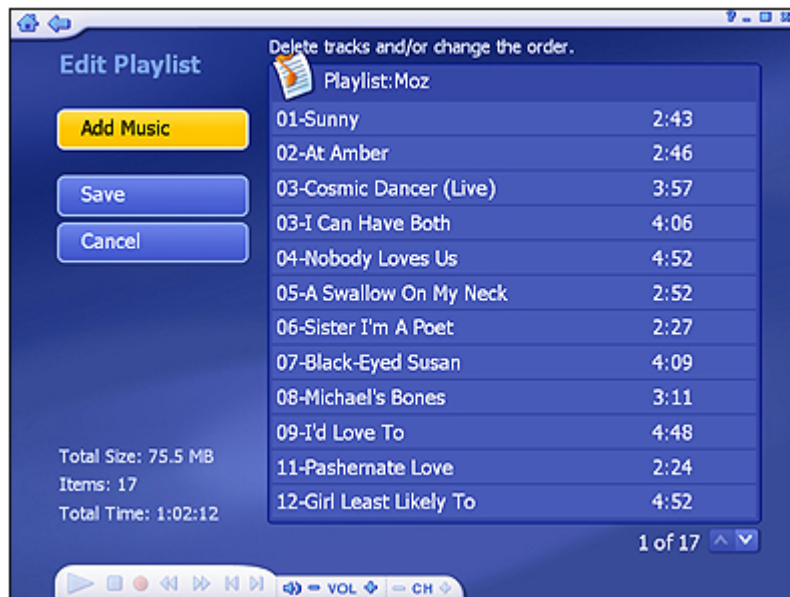 Delete tracks and/or change the order.
Edit Playlist
Playlist:Moz
Add Music
Save
Cancel
01-Sunny 2:43
02-At Amber 2:46
03-Cosmic Dancer (Live) 3:57
03-I Can Have Both 4:06
04-Nobody Loves Us 4:52
05-A Swallow On My Neck 2:52
06-Sister I'm A Poet 2:27
07-Black-Eyed Susan 4:09
08-Michael's Bones 3:11
09-I'd Love To 4:48
11-Pashernate Love 2:24
12-Girl Least Likely To 4:52
Total Size: 75.5 MB
Items: 17
Total Time: 1:02:12
1 of 17
VOL CH